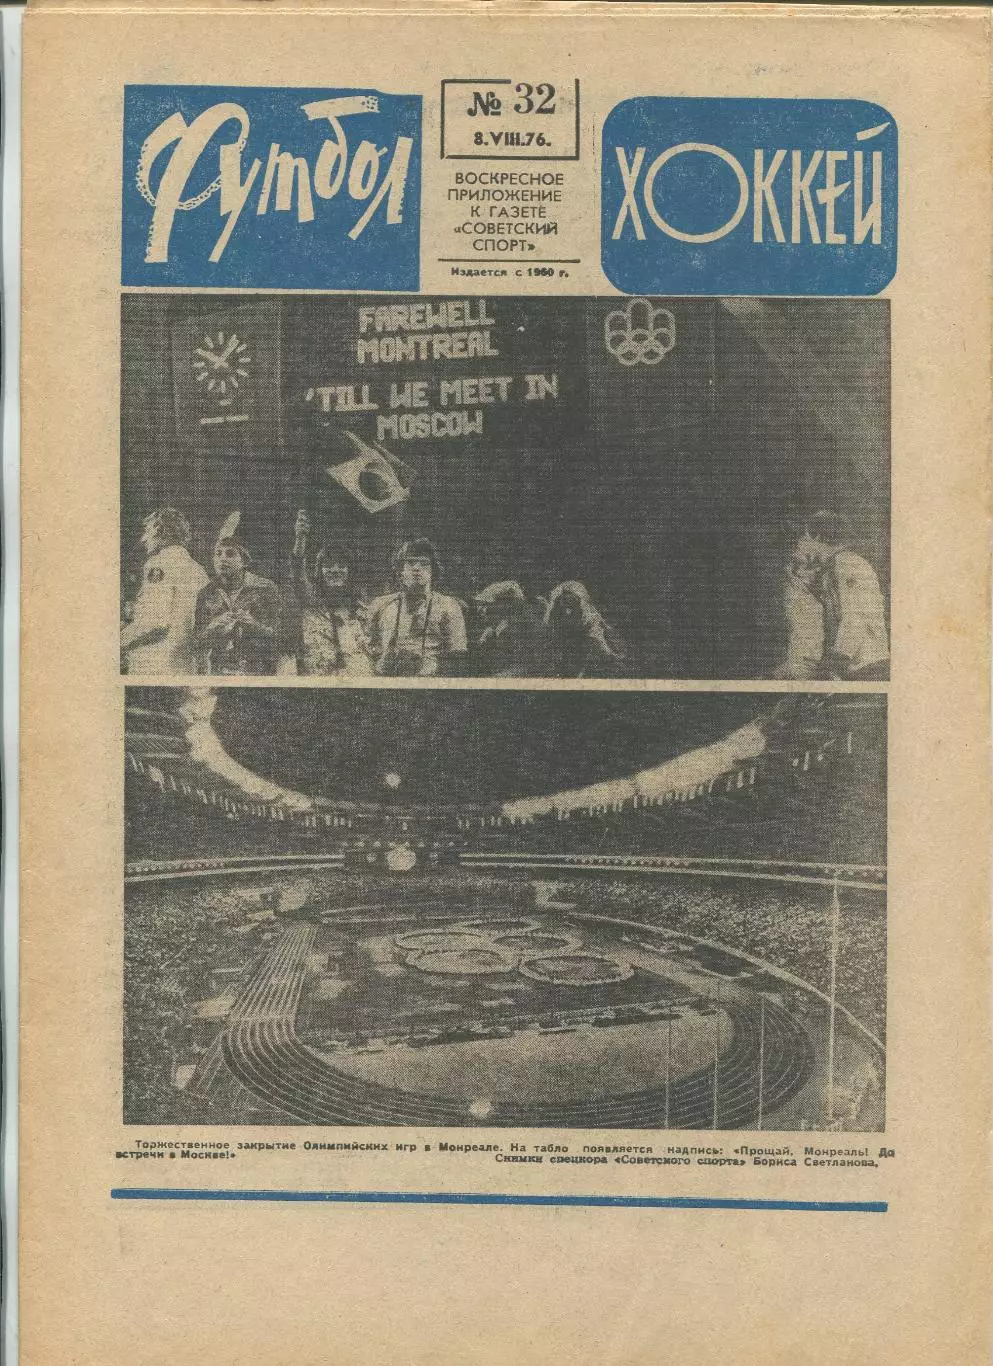 Футбол
№ 32
8.VIII.76.
ВОСКРЕСНОЕ
ПРИЛОЖЕНИЕ
К ГАЗЕТЕ
«СОВЕТСКИЙ
СПОРТ»
Издается с 1960 г.
ХОККЕЙ
FAREWELL
MONTREAL
'TILL WE MEET IN
MOSCOW
Торжественное закрытие Олимпийских игр в Монреале. На табло появляется надпись: «Прощай, Монреаль! До
встречи в Москве!»
Снимки спецкора «Советского спорта» Бориса Светланова.